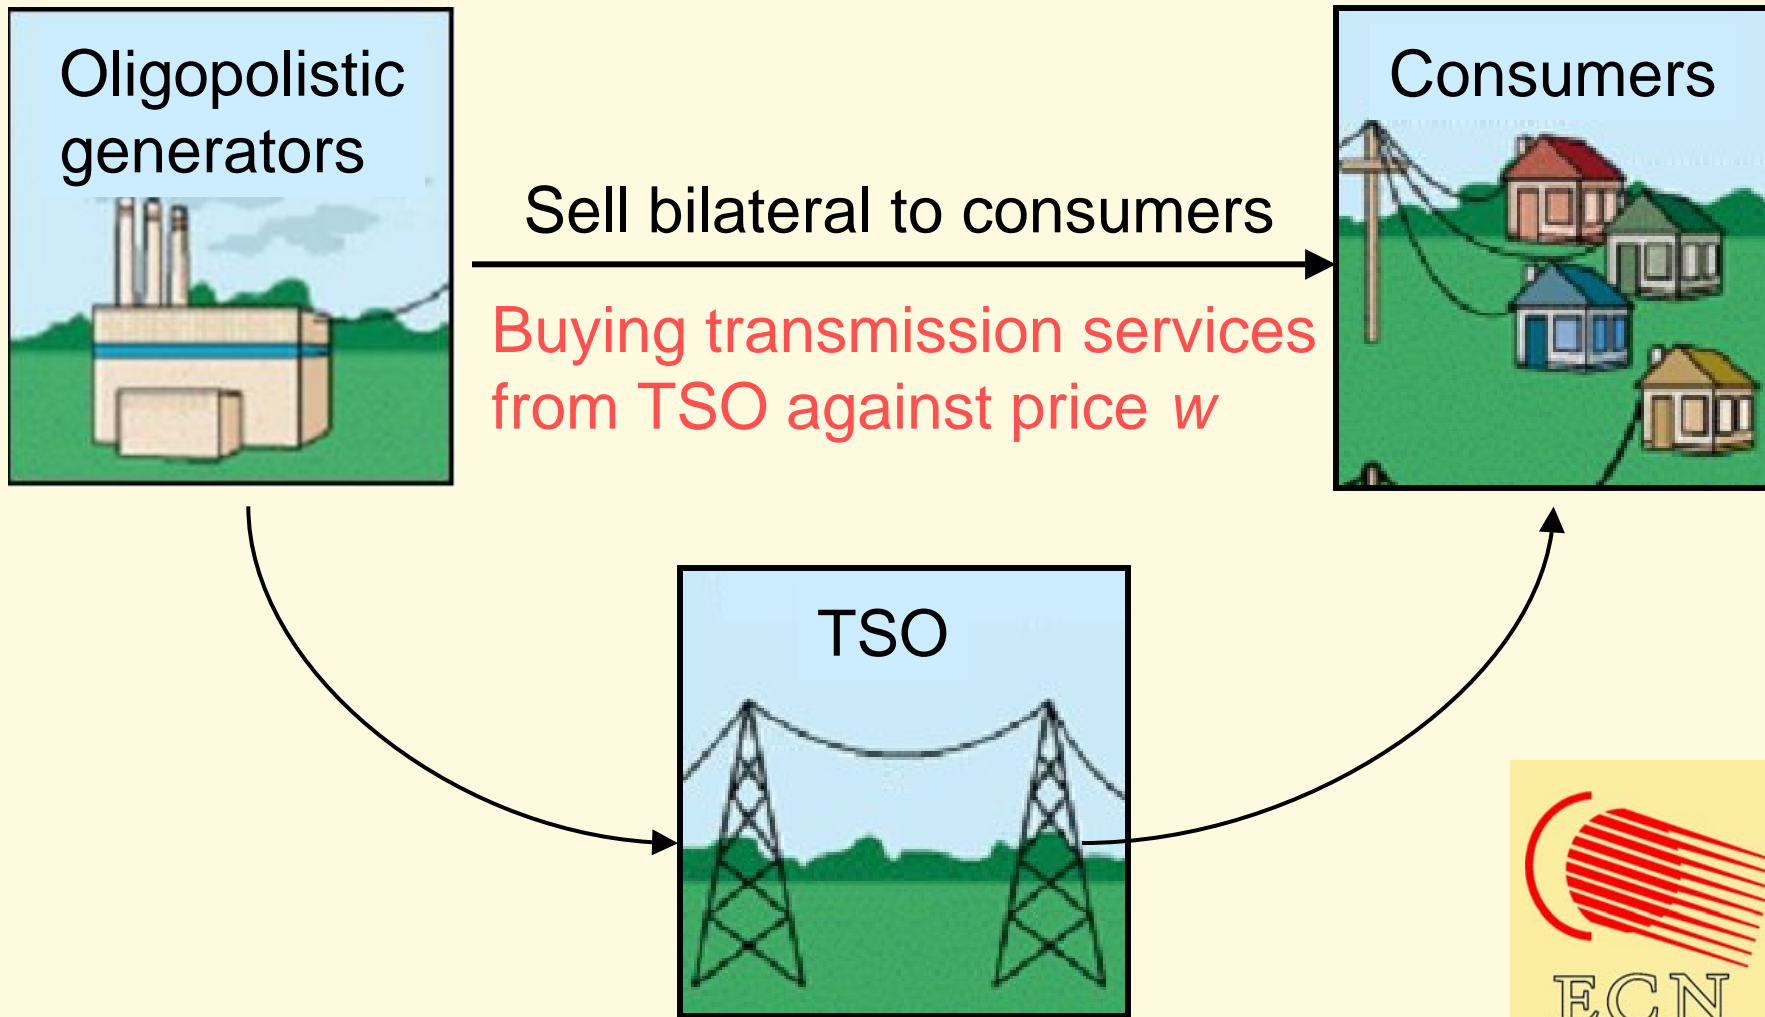 Oligopolistic
generators
Consumers
Sell bilateral to consumers
Buying transmission services
from TSO against price w
TSO
ECN